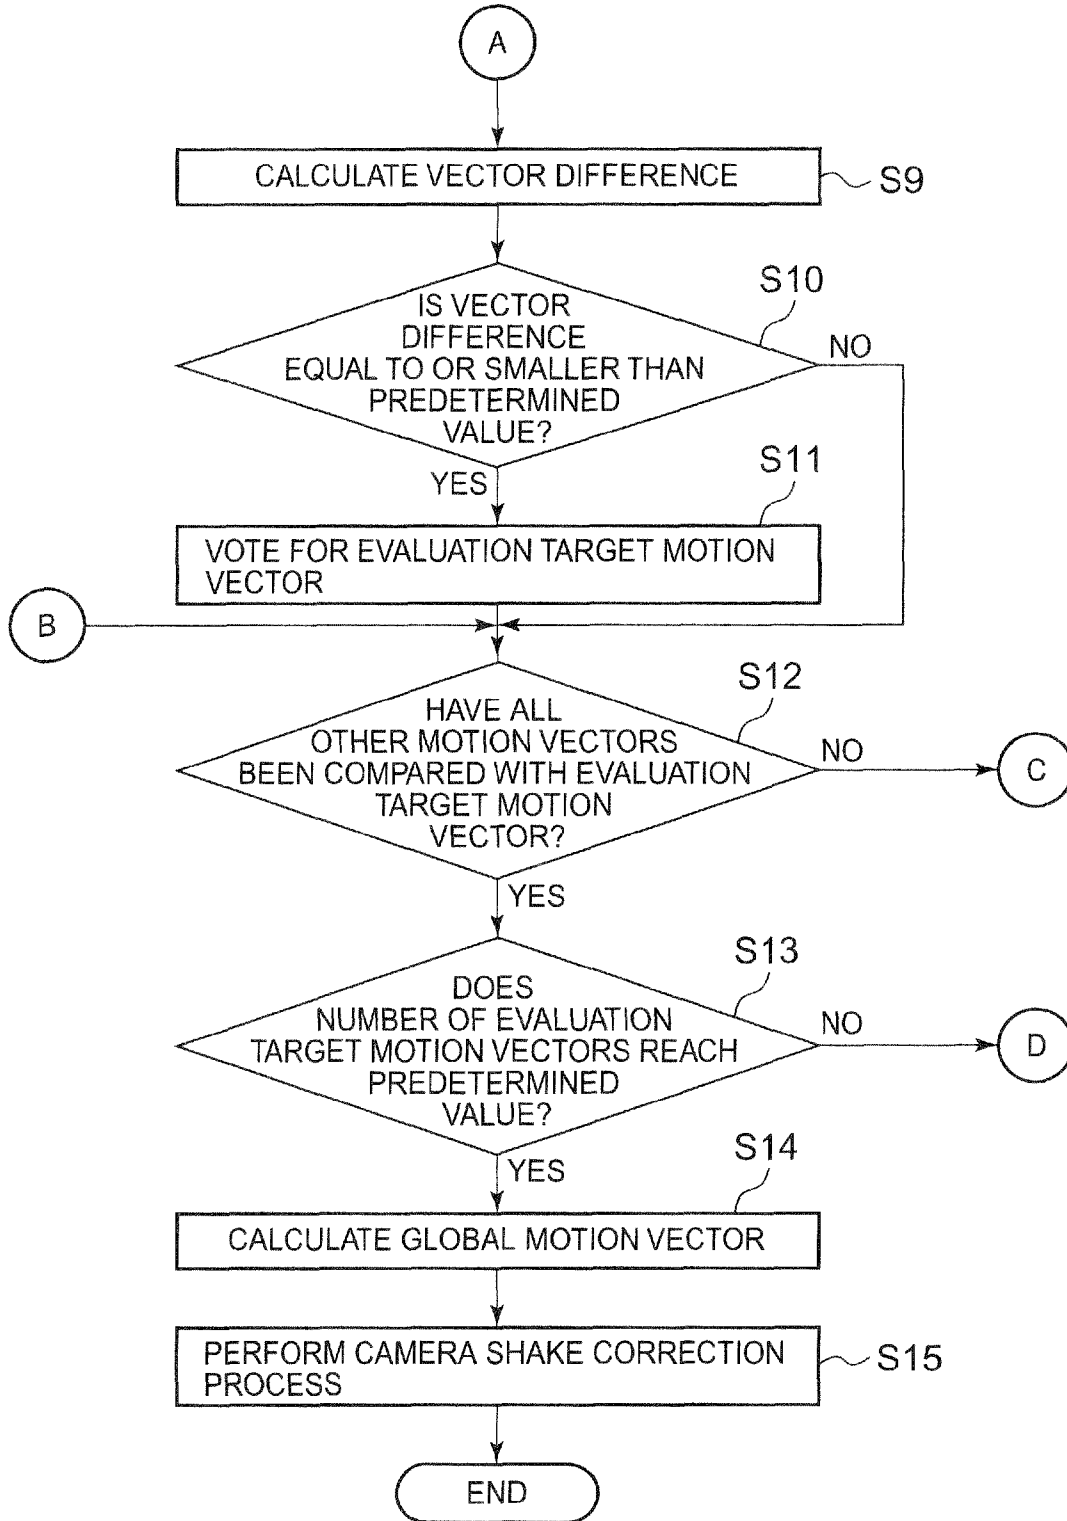 A
CALCULATE VECTOR DIFFERENCE
S9
S10
IS VECTOR
DIFFERENCE
EQUAL TO OR SMALLER THAN
PREDETERMINED
VALUE?
NO
YES
S11
VOTE FOR EVALUATION TARGET MOTION
VECTOR
B
S12
HAVE ALL
OTHER MOTION VECTORS
BEEN COMPARED WITH EVALUATION
TARGET MOTION
VECTOR?
NO
C
YES
S13
DOES
NUMBER OF EVALUATION
TARGET MOTION VECTORS REACH
PREDETERMINED
VALUE?
NO
D
YES
S14
CALCULATE GLOBAL MOTION VECTOR
PERFORM CAMERA SHAKE CORRECTION
PROCESS
S15
END